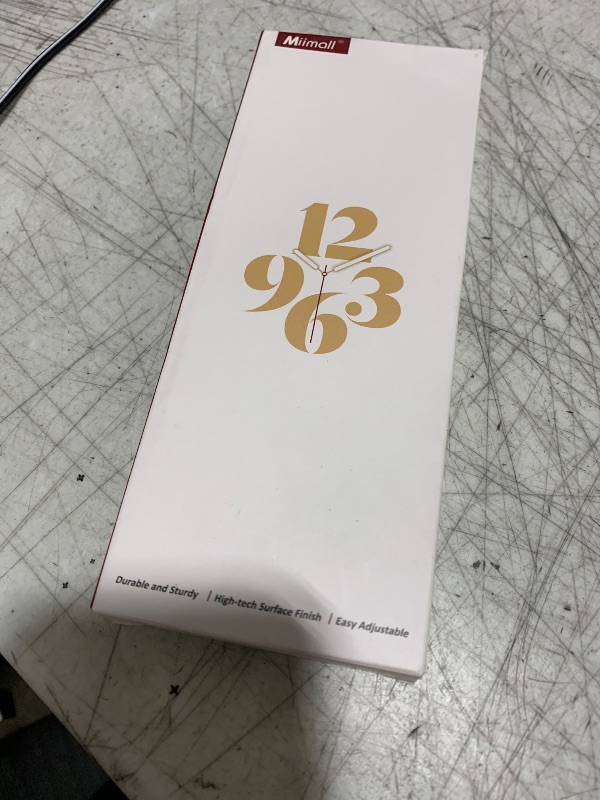 Miimall®
12
9 3
6
Durable and Sturdy | High-tech Surface Finish | Easy Adjustable